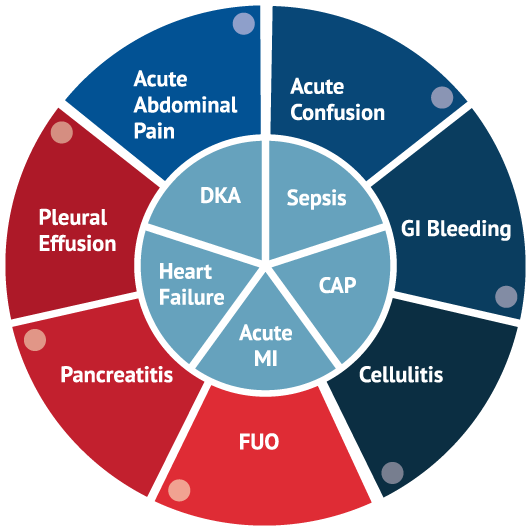 Acute
Abdominal
Pain
Acute
Confusion
GI Bleeding
Cellulitis
FUO
Pancreatitis
Pleural
Effusion
DKA
Sepsis
CAP
Acute
MI
Heart
Failure